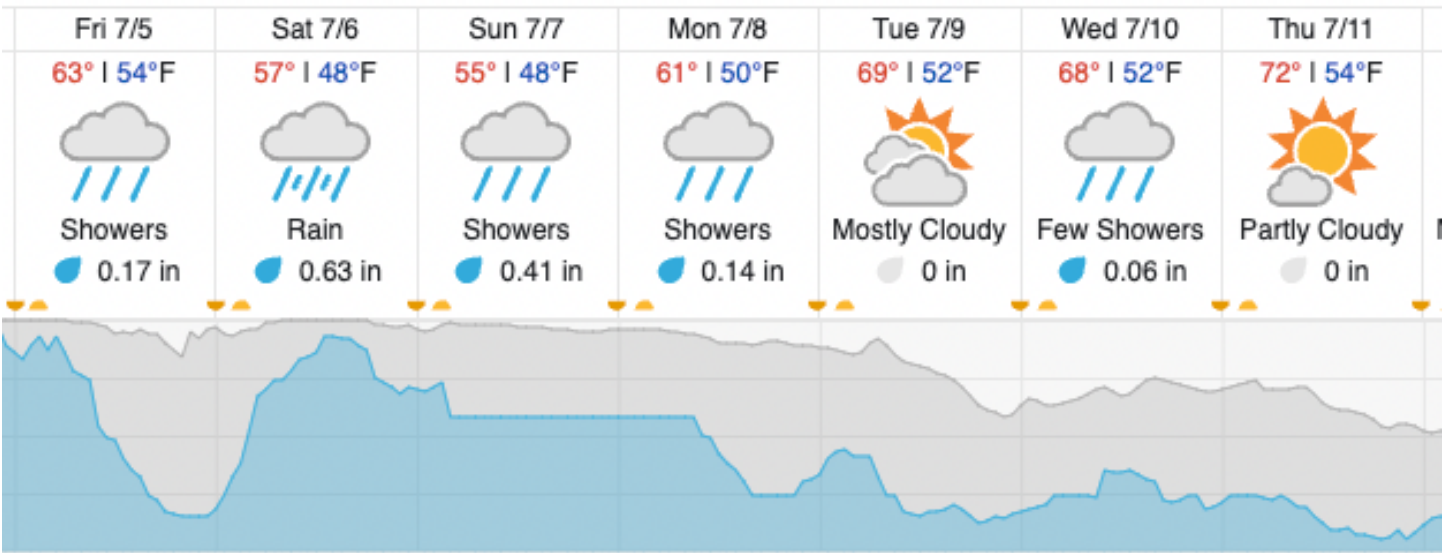 Fri 7/5 Sat 7/6 Sun 7/7 Mon 7/8 Tue 7/9 Wed 7/10 Thu 7/11
63° | 54°F 57° | 48°F 55° | 48°F 61° | 50°F 69° | 52°F 68° | 52°F 72° | 54°F
Showers Rain Showers Showers Mostly Cloudy Few Showers Partly Cloudy
0.17 in 0.63 in 0.41 in 0.14 in 0 in 0.06 in 0 in